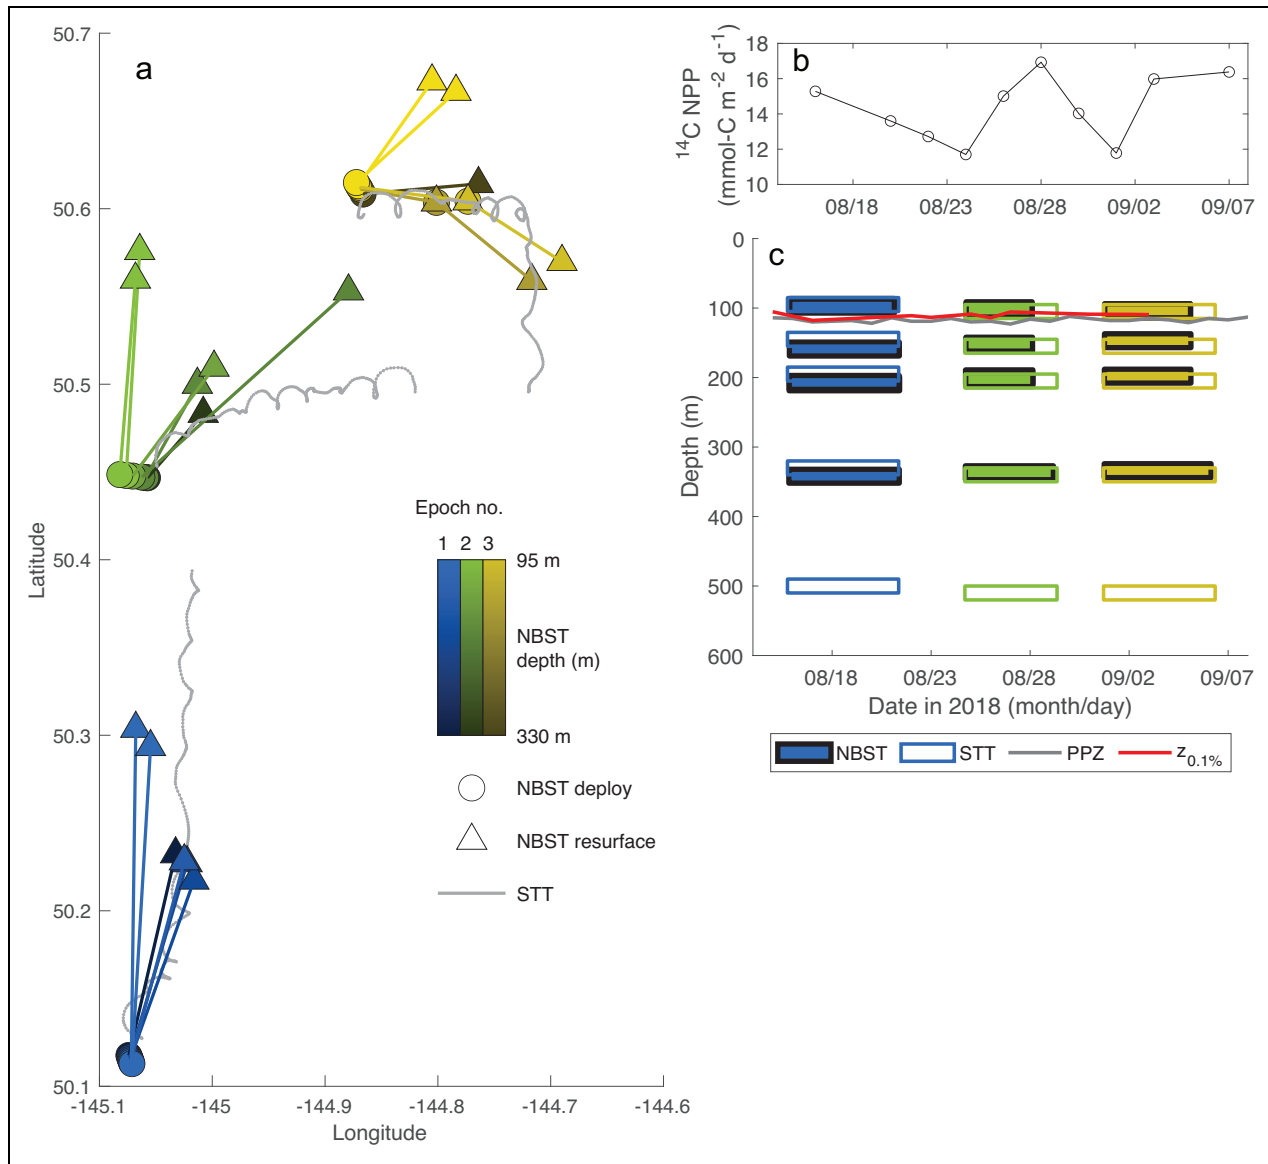 a
50.7
50.6
50.5
50.4
50.3
50.2
50.1
Latitude
-145.1
-145
-144.9
-144.8
-144.7
-144.6
Longitude
Epoch no.
1 2 3
95 m
NBST
depth (m)
330 m
NBST deploy
NBST resurface
STT
b
18
16
14
12
10
14C NPP
(mmol-C m-2 d-1)
08/18
08/23
08/28
09/02
09/07
c
0
100
200
300
400
500
600
Depth (m)
08/18
08/23
08/28
09/02
09/07
Date in 2018 (month/day)
NBST
STT
PPZ
z0.1%